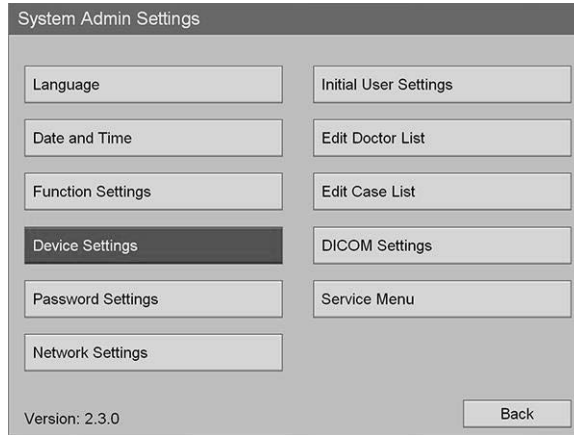 System Admin Settings
Language
Date and Time
Function Settings
Device Settings
Password Settings
Network Settings
Initial User Settings
Edit Doctor List
Edit Case List
DICOM Settings
Service Menu
Version: 2.3.0
Back